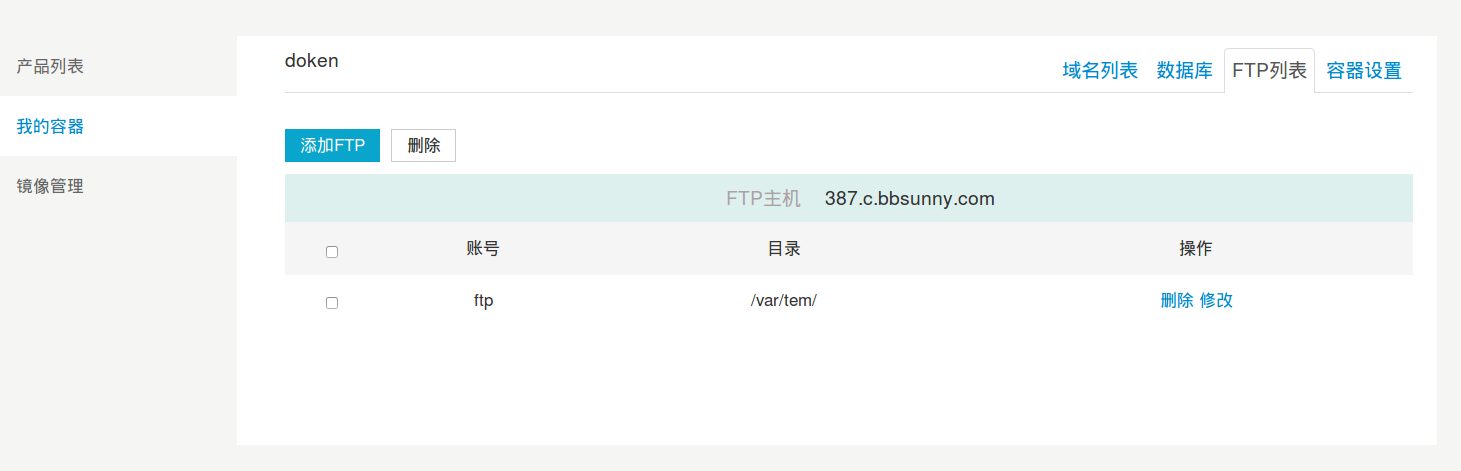 产品列表
我的容器
镜像管理
doken
域名列表 数据库 FTP列表 容器设置
添加FTP 删除
FTP主机 387.c.bbsunny.com
账号 目录 操作
ftp /var/tem/ 删除 修改